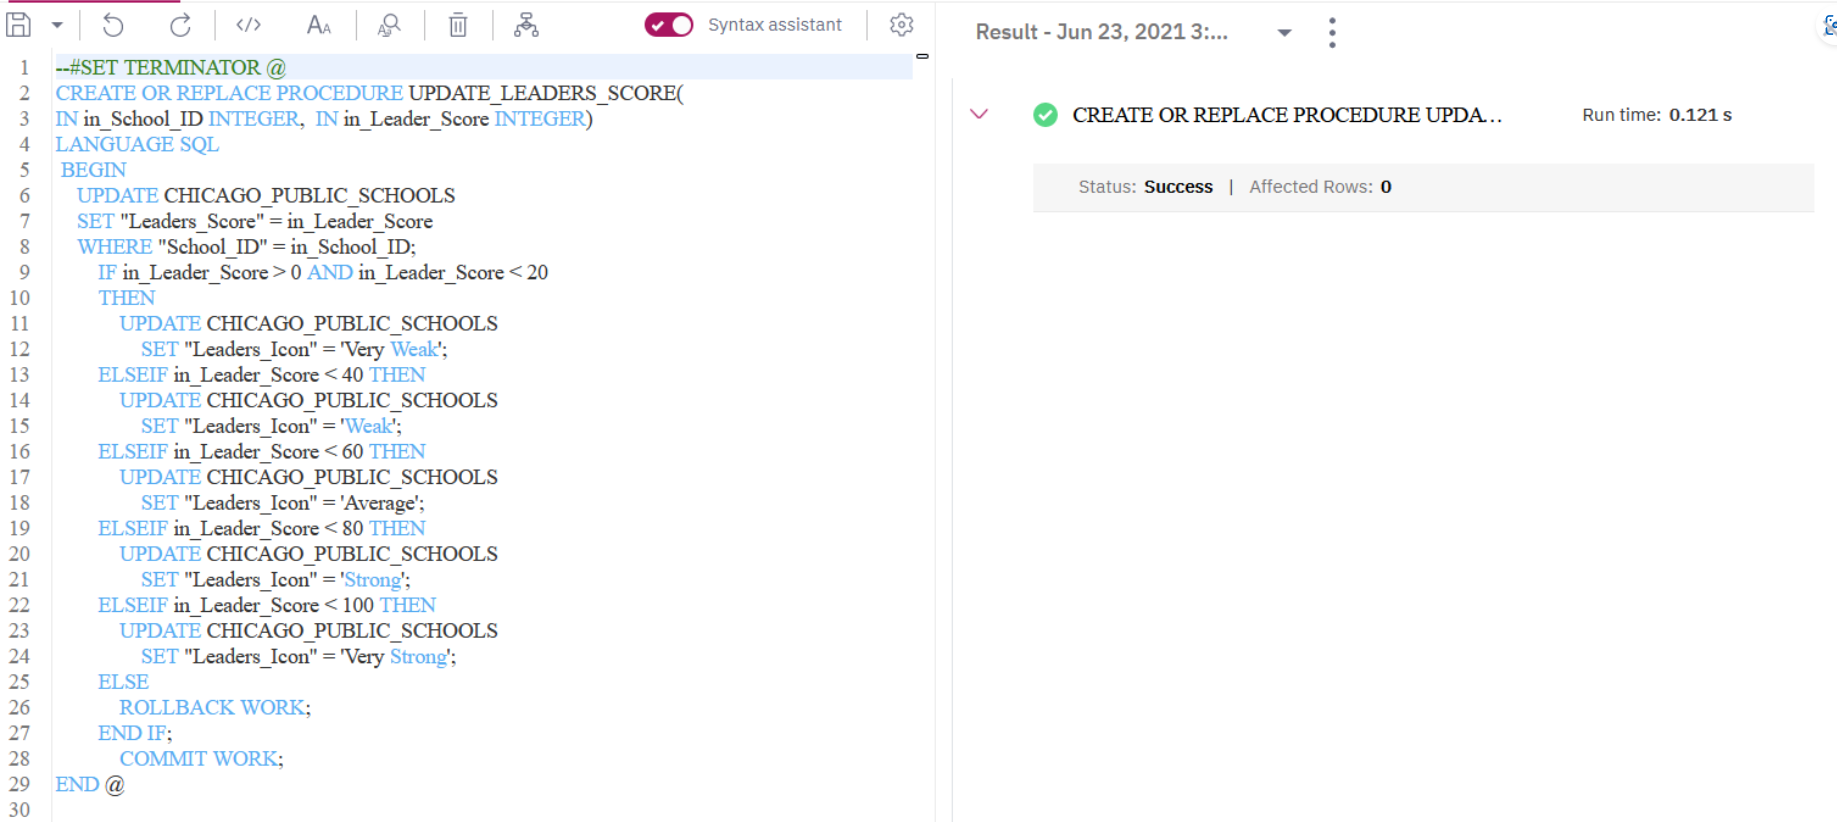 Syntax assistant
Result - Jun 23, 2021 3:...
1 --#SET TERMINATOR @
2 CREATE OR REPLACE PROCEDURE UPDATE_LEADERS_SCORE(
3 IN in_School_ID INTEGER, IN in_Leader_Score INTEGER)
4 LANGUAGE SQL
5 BEGIN
6 UPDATE CHICAGO_PUBLIC_SCHOOLS
7 SET "Leaders_Score" = in_Leader_Score
8 WHERE "School_ID" = in_School_ID;
9 IF in_Leader_Score > 0 AND in_Leader_Score < 20
10 THEN
11 UPDATE CHICAGO_PUBLIC_SCHOOLS
12 SET "Leaders_Icon" = 'Very Weak';
13 ELSEIF in_Leader_Score < 40 THEN
14 UPDATE CHICAGO_PUBLIC_SCHOOLS
15 SET "Leaders_Icon" = 'Weak';
16 ELSEIF in_Leader_Score < 60 THEN
17 UPDATE CHICAGO_PUBLIC_SCHOOLS
18 SET "Leaders_Icon" = 'Average';
19 ELSEIF in_Leader_Score < 80 THEN
20 UPDATE CHICAGO_PUBLIC_SCHOOLS
21 SET "Leaders_Icon" = 'Strong';
22 ELSEIF in_Leader_Score < 100 THEN
23 UPDATE CHICAGO_PUBLIC_SCHOOLS
24 SET "Leaders_Icon" = 'Very Strong';
25 ELSE
26 ROLLBACK WORK;
27 END IF;
28 COMMIT WORK;
29 END @
30
CREATE OR REPLACE PROCEDURE UPDA... Run time: 0.121 s
Status: Success | Affected Rows: 0